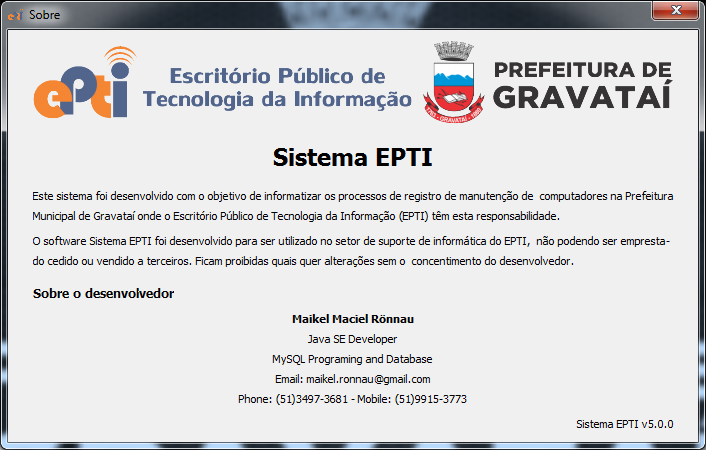 Sobre
epti
Escritório Público de
Tecnologia da Informação
PREFEITURA DE
GRAVATAÍ
GRAVATAÍ
Sistema EPTI
Este sistema foi desenvolvido com o objetivo de informatizar os processos de registro de manutenção de computadores na Prefeitura
Municipal de Gravataí onde o Escritório Público de Tecnologia da Informação (EPTI) têm esta responsabilidade.
O software Sistema EPTI foi desenvolvido para ser utilizado no setor de suporte de informática do EPTI, não podendo ser empresta-
do cedido ou vendido a terceiros. Ficam proibidas quais quer alterações sem o concentimento do desenvolvedor.
Sobre o desenvolvedor
Maikel Maciel Rönnau
Java SE Developer
MySQL Programing and Database
Email: maikel.ronnau@gmail.com
Phone: (51)3497-3681 - Mobile: (51)9915-3773
Sistema EPTI v5.0.0